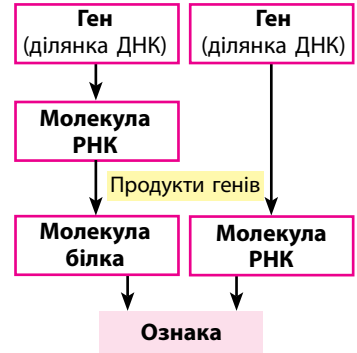 Ген
(ділянка ДНК)
Ген
(ділянка ДНК)
Молекула
РНК
Продукти генів
Молекула
білка
Молекула
РНК
Ознака